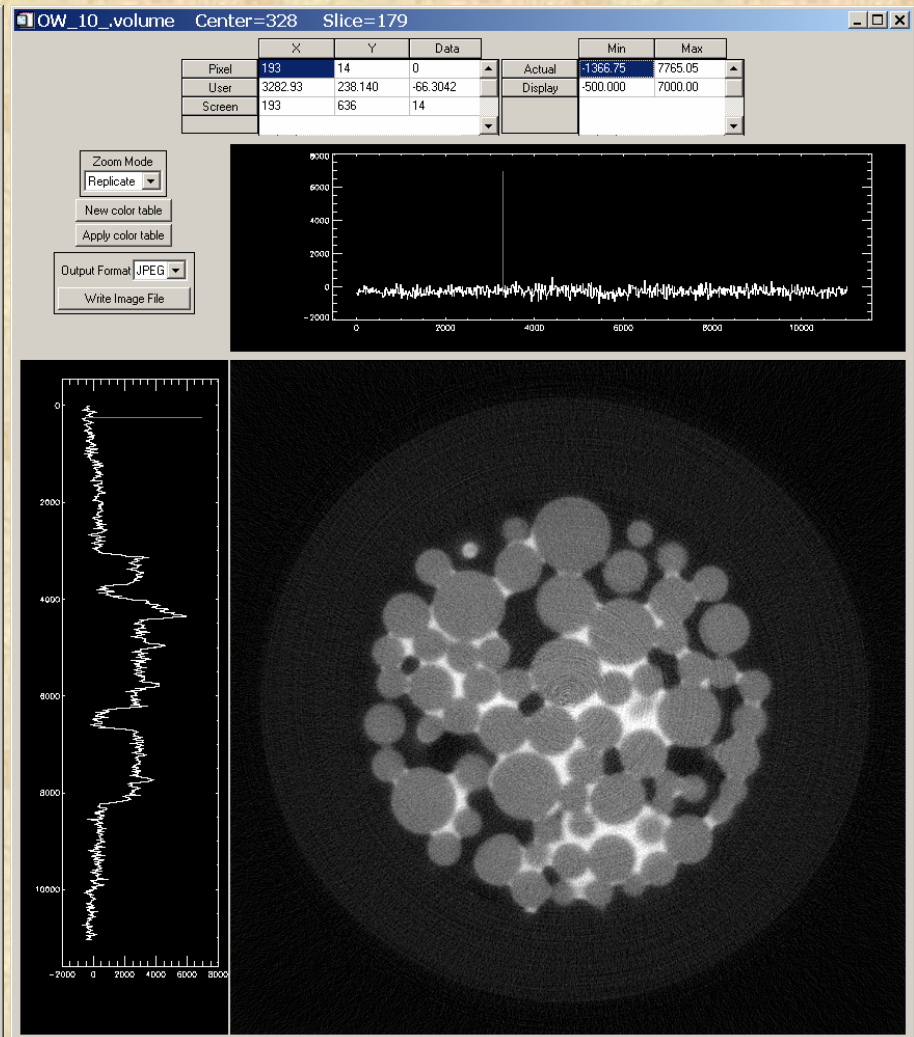 OW_10_.volume Center=328 Slice=179
X Y Data
Pixel 193 14 0
User 3282.93 238.140 -66.3042
Screen 193 636 14
Min Max
Actual -1366.75 7765.05
Display -500.000 7000.00
Zoom Mode
Replicate
New color table
Apply color table
Output Format JPEG
Write Image File
8000
6000
4000
2000
0
-2000
0 2000 4000 6000 8000 10000
0
2000
4000
6000
8000
10000
-2000 0 2000 4000 6000 8000